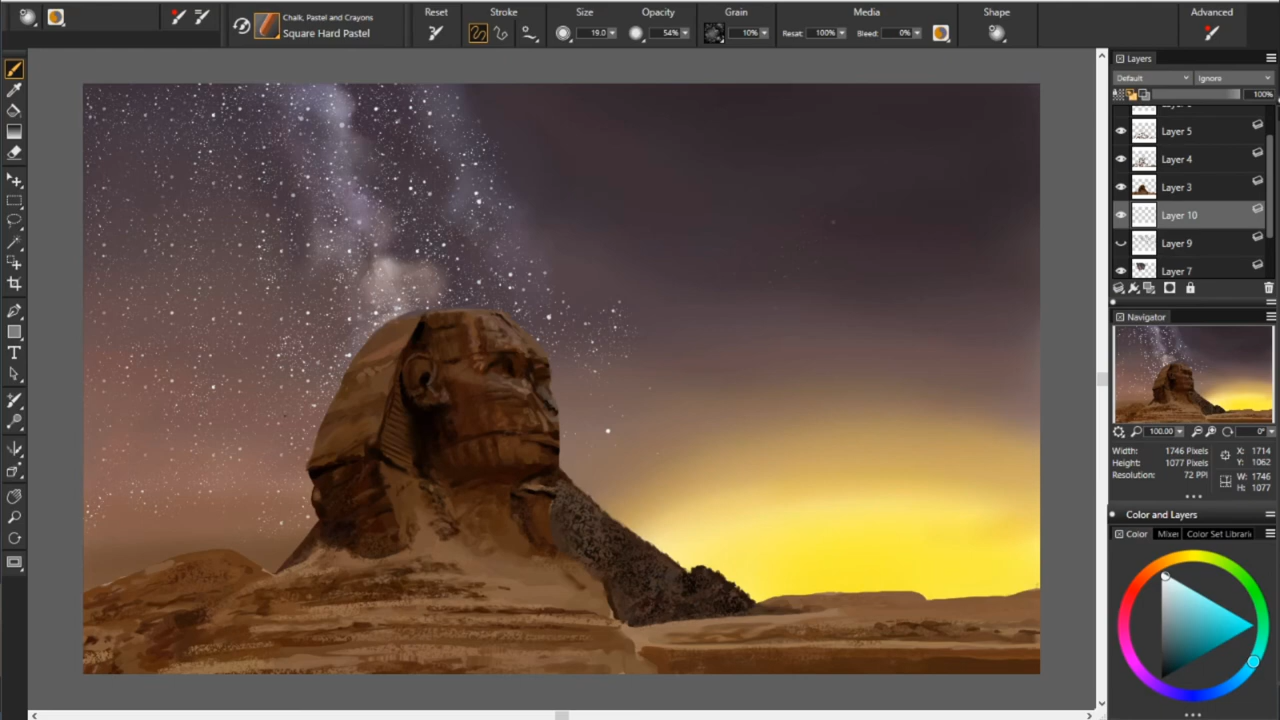 Chalk, Pastel and Crayons
Square Hard Pastel
Reset
Stroke
Size
19.0
Opacity
54%
Grain
10%
Media
Resat: 100%
Bleed: 0%
Shape
Advanced
Layers
Default
Ignore
100%
Layer 5
Layer 4
Layer 3
Layer 10
Layer 9
Layer 7
Navigator
100.00
0°
Width: 1746 Pixels
Height: 1077 Pixels
Resolution: 72 PPI
X: 1714
Y: 1062
W: 1746
H: 1077
Color and Layers
Color
Mixer
Color Set Librari